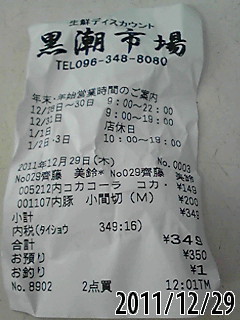 生鮮ディスカウント
黒潮市場
TEL096-348-8080
年末・年始営業時間のご案内
12/28日~30日 9:00~22:00
12/31日 9:00~19:00
1/1日 店休日
1/2日・3日 10:00~19:00
2011年12月29日(木) No.0003
No029齊藤 美鈴* No029齊藤
005212内コカコーラ コカ・ ¥149
001107内豚 小間切(M) ¥200
小計 ¥349
内税(タイショウ 349:16)
合計 ¥349
お預り ¥350
お釣り ¥1
No.8902 2点買 12:01TM
2011/12/29